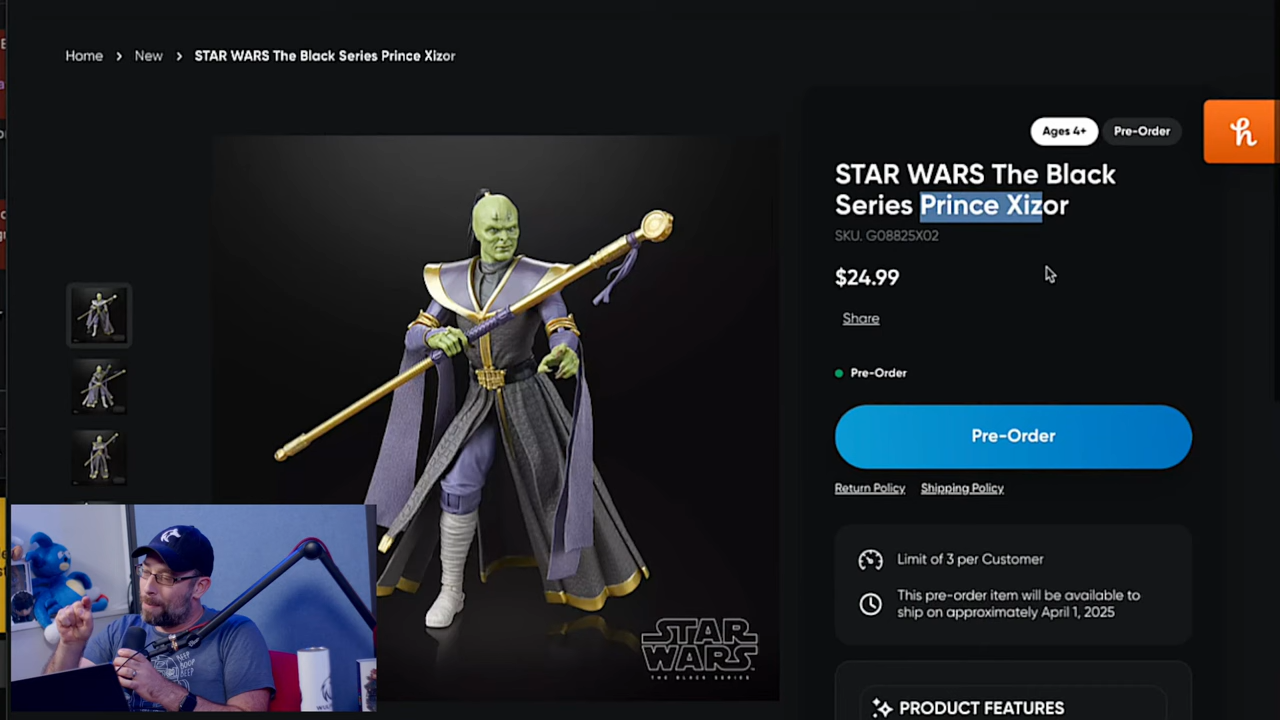 Home > New > STAR WARS The Black Series Prince Xizor
Ages 4+ Pre-Order
STAR WARS The Black
Series Prince Xizor
SKU. G08825X02
$24.99
Share
Pre-Order
Pre-Order
Return Policy Shipping Policy
Limit of 3 per Customer
This pre-order item will be available to
ship on approximately April 1, 2025
PRODUCT FEATURES
STAR
WARS
THE BLACK SERIES